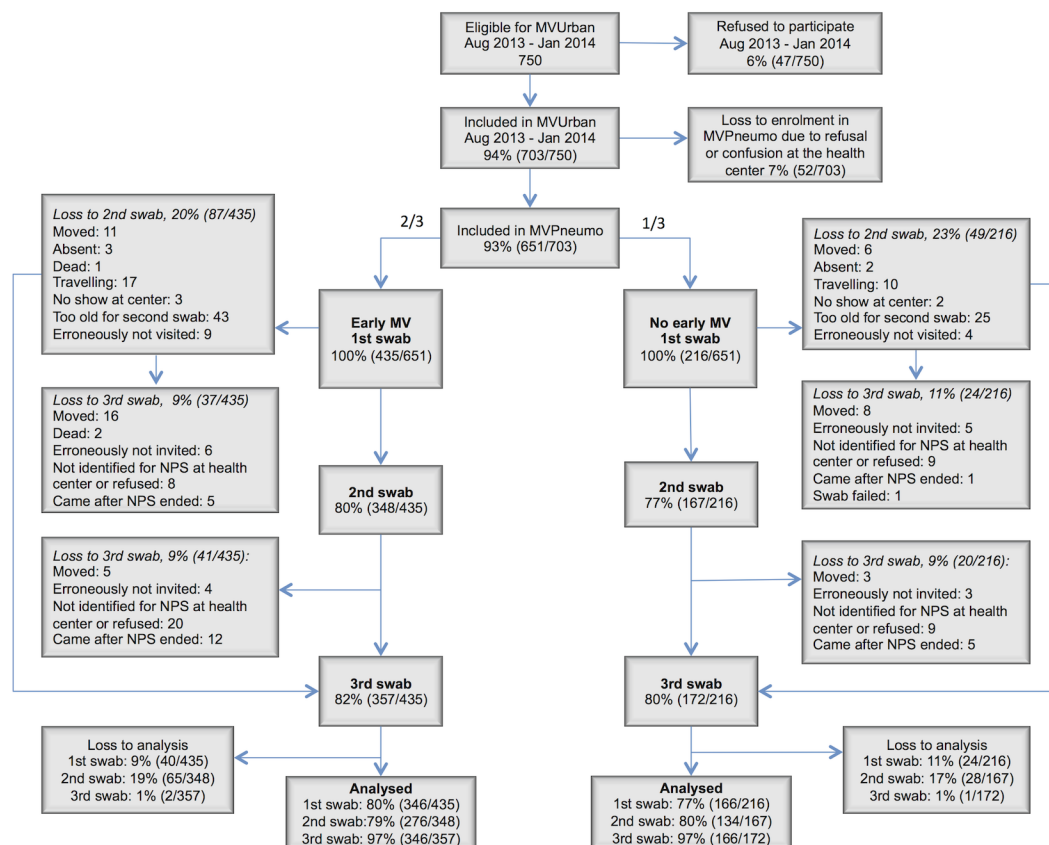 Eligible for MVUrban
Aug 2013 - Jan 2014
750
Refused to participate
Aug 2013 - Jan 2014
6% (47/750)
Included in MVUrban
Aug 2013 - Jan 2014
94% (703/750)
Loss to enrolment in
MVPneumo due to refusal
or confusion at the health
center 7% (52/703)
2/3
Included in MVPneumo
93% (651/703)
1/3
Loss to 2nd swab, 20% (87/435)
Moved: 11
Absent: 3
Dead: 1
Travelling: 17
No show at center: 3
Too old for second swab: 43
Erroneously not visited: 9
Early MV
1st swab
100% (435/651)
No early MV
1st swab
100% (216/651)
Loss to 2nd swab, 23% (49/216)
Moved: 6
Absent: 2
Travelling: 10
No show at center: 2
Too old for second swab: 25
Erroneously not visited: 4
Loss to 3rd swab, 9% (37/435)
Moved: 16
Dead: 2
Erroneously not invited: 6
Not identified for NPS at health
center or refused: 8
Came after NPS ended: 5
2nd swab
80% (348/435)
2nd swab
77% (167/216)
Loss to 3rd swab, 11% (24/216)
Moved: 8
Erroneously not invited: 5
Not identified for NPS at health
center or refused: 9
Came after NPS ended: 1
Swab failed: 1
Loss to 3rd swab, 9% (41/435):
Moved: 5
Erroneously not invited: 4
Not identified for NPS at health
center or refused: 20
Came after NPS ended: 12
Loss to 3rd swab, 9% (20/216):
Moved: 3
Erroneously not invited: 3
Not identified for NPS at health
center or refused: 9
Came after NPS ended: 5
3rd swab
82% (357/435)
3rd swab
80% (172/216)
Loss to analysis
1st swab: 9% (40/435)
2nd swab: 19% (65/348)
3rd swab: 1% (2/357)
Analysed
1st swab: 80% (346/435)
2nd swab:79% (276/348)
3rd swab: 97% (346/357)
Analysed
1st swab: 77% (166/216)
2nd swab: 80% (134/167)
3rd swab: 97% (166/172)
Loss to analysis
1st swab: 11% (24/216)
2nd swab: 17% (28/167)
3rd swab: 1% (1/172)